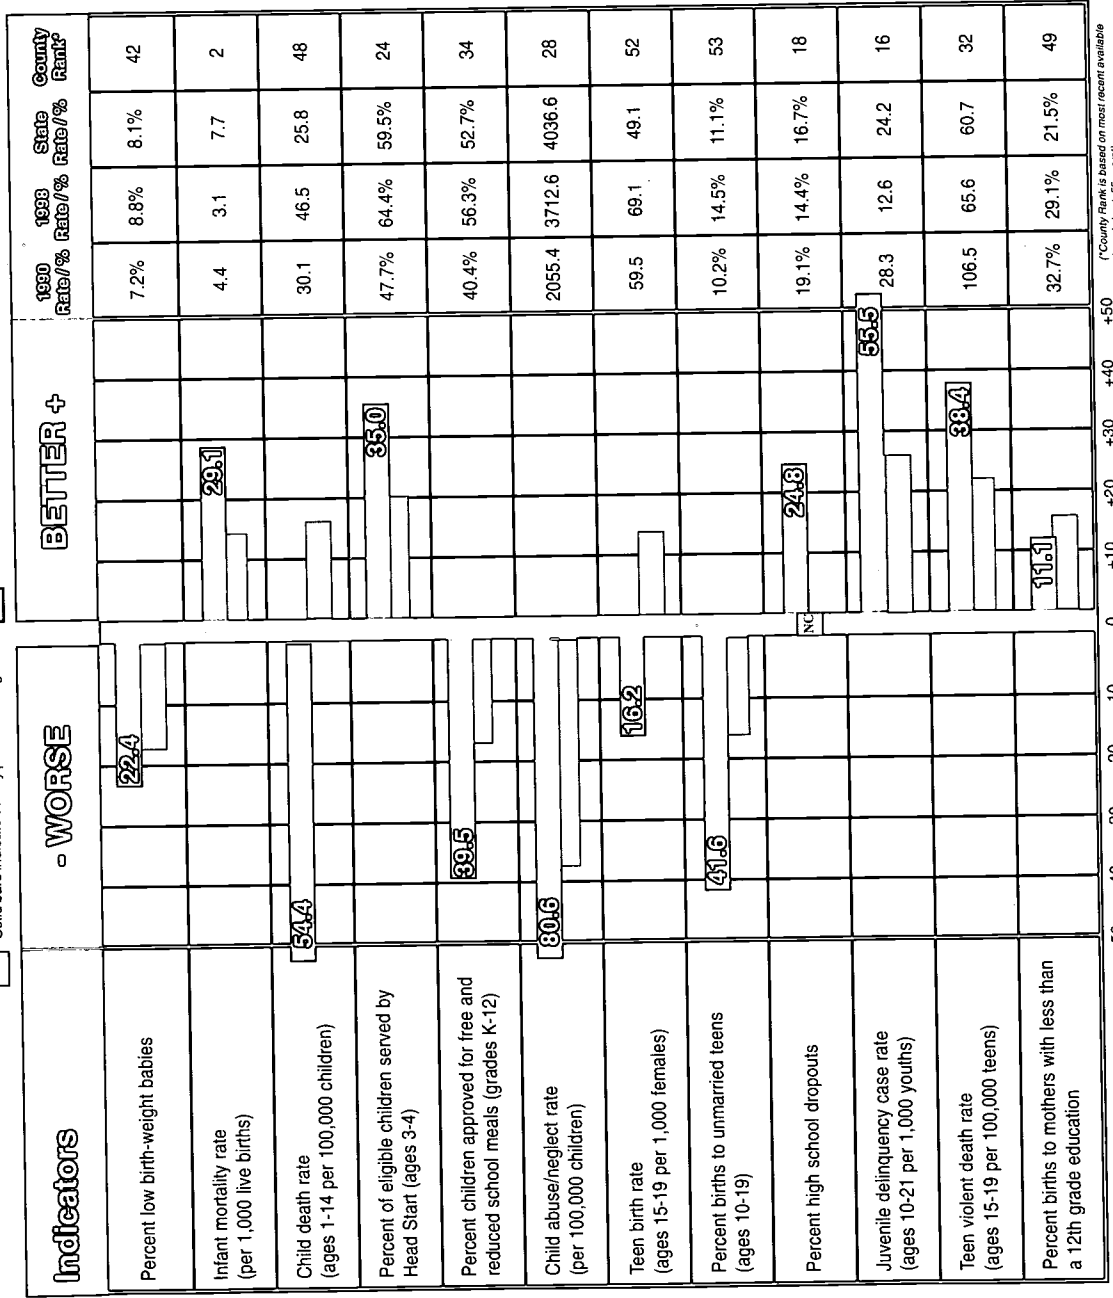 - WORSE
BETTER +
Indicators
1990 Rate / %
1998 Rate / %
State Rate / %
County Rank*
Percent low birth-weight babies
22.4
7.2%
8.8%
8.1%
42
Infant mortality rate
(per 1,000 live births)
29.1
4.4
3.1
7.7
2
Child death rate
(ages 1-14 per 100,000 children)
54.4
30.1
46.5
25.8
48
Percent of eligible children served by
Head Start (ages 3-4)
35.0
47.7%
64.4%
59.5%
24
Percent children approved for free and
reduced school meals (grades K-12)
39.5
40.4%
56.3%
52.7%
34
Child abuse/neglect rate
(per 100,000 children)
80.6
2055.4
3712.6
4036.6
28
Teen birth rate
(ages 15-19 per 1,000 females)
16.2
59.5
69.1
49.1
52
Percent births to unmarried teens
(ages 10-19)
41.6
10.2%
14.5%
11.1%
53
Percent high school dropouts
24.8
NC
19.1%
14.4%
16.7%
18
Juvenile delinquency case rate
(ages 10-21 per 1,000 youths)
55.5
28.3
12.6
24.2
16
Teen violent death rate
(ages 15-19 per 100,000 teens)
38.4
106.5
65.6
60.7
32
Percent births to mothers with less than
a 12th grade education
11.1
32.7%
29.1%
21.5%
49
0 +10 +20 +30 +40 +50
(*County Rank is based on most recent available